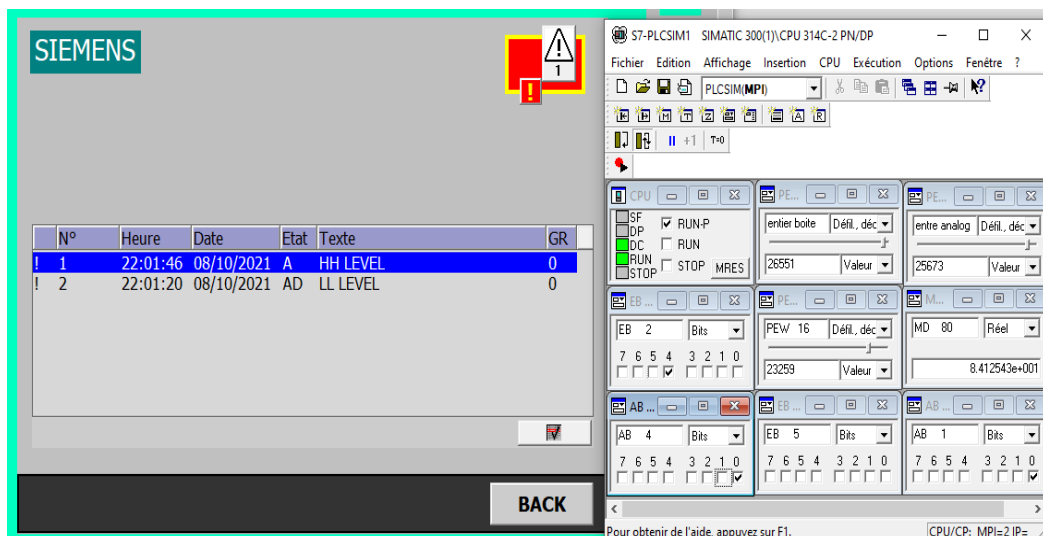 SIEMENS
1
!
N° Heure Date Etat Texte GR
! 1 22:01:46 08/10/2021 A HH LEVEL 0
! 2 22:01:20 08/10/2021 AD LL LEVEL 0
BACK
S7-PLCSIM1 SIMATIC 300(1)\CPU 314C-2 PN/DP
Fichier Edition Affichage Insertion CPU Exécution Options Fenêtre ?
PLCSIM(MPI)
+1 T=0
CPU
SF
DP
DC
RUN
STOP
RUN-P
RUN
STOP MRES
PE...
entier boite Défil., déc
26551 Valeur
PE...
entre analog Défil., déc
25673 Valeur
EB ...
EB 2 Bits
7 6 5 4 3 2 1 0
PE...
PEW 16 Défil., déc
23259 Valeur
M...
MD 80 Réel
8.412543e+001
AB ...
AB 4 Bits
7 6 5 4 3 2 1 0
EB ...
EB 5 Bits
7 6 5 4 3 2 1 0
AB ...
AB 1 Bits
7 6 5 4 3 2 1 0
Pour obtenir de l'aide, appuyez sur F1.
CPU/CP: MPI=2 IP=